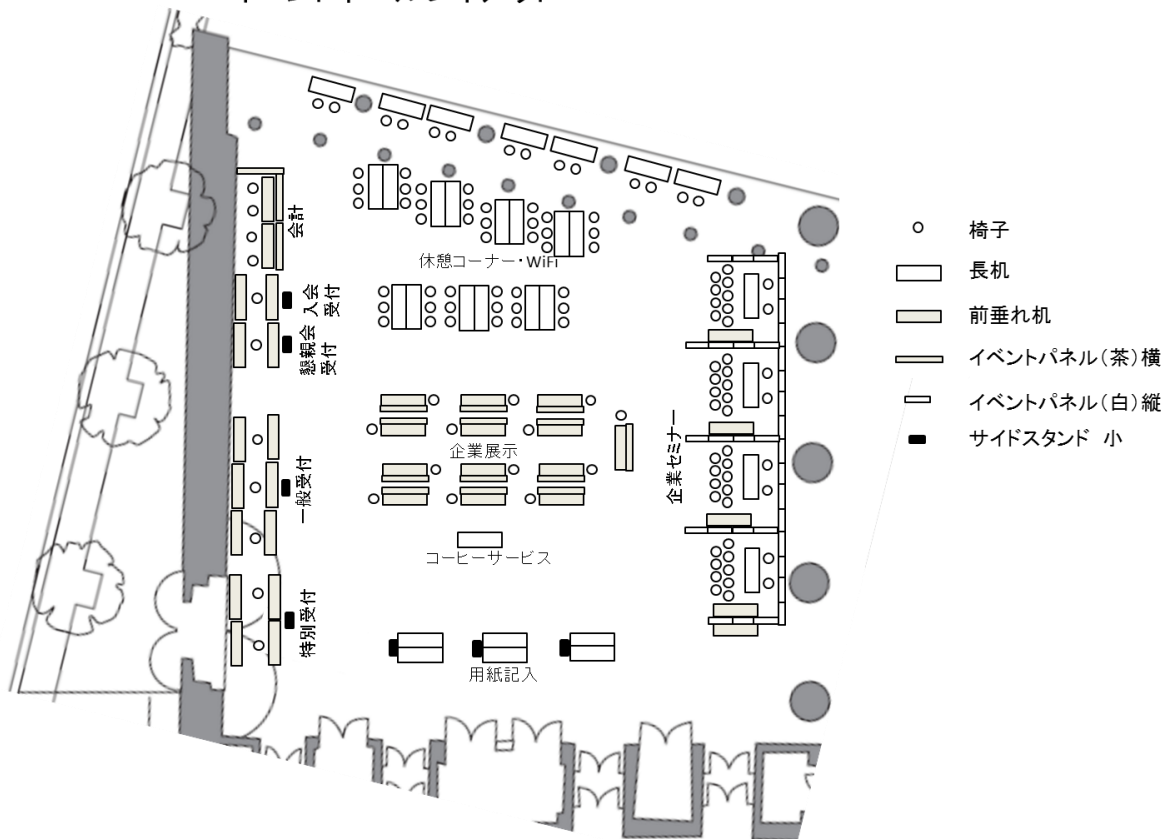 会計
休憩コーナー・WiFi
入会
受付
懇親会
受付
一般受付
特別受付
企業展示
企業セミナー
コーヒーサービス
用紙記入
椅子
長机
前垂れ机
イベントパネル（茶）横
イベントパネル（白）縦
サイドスタンド 小